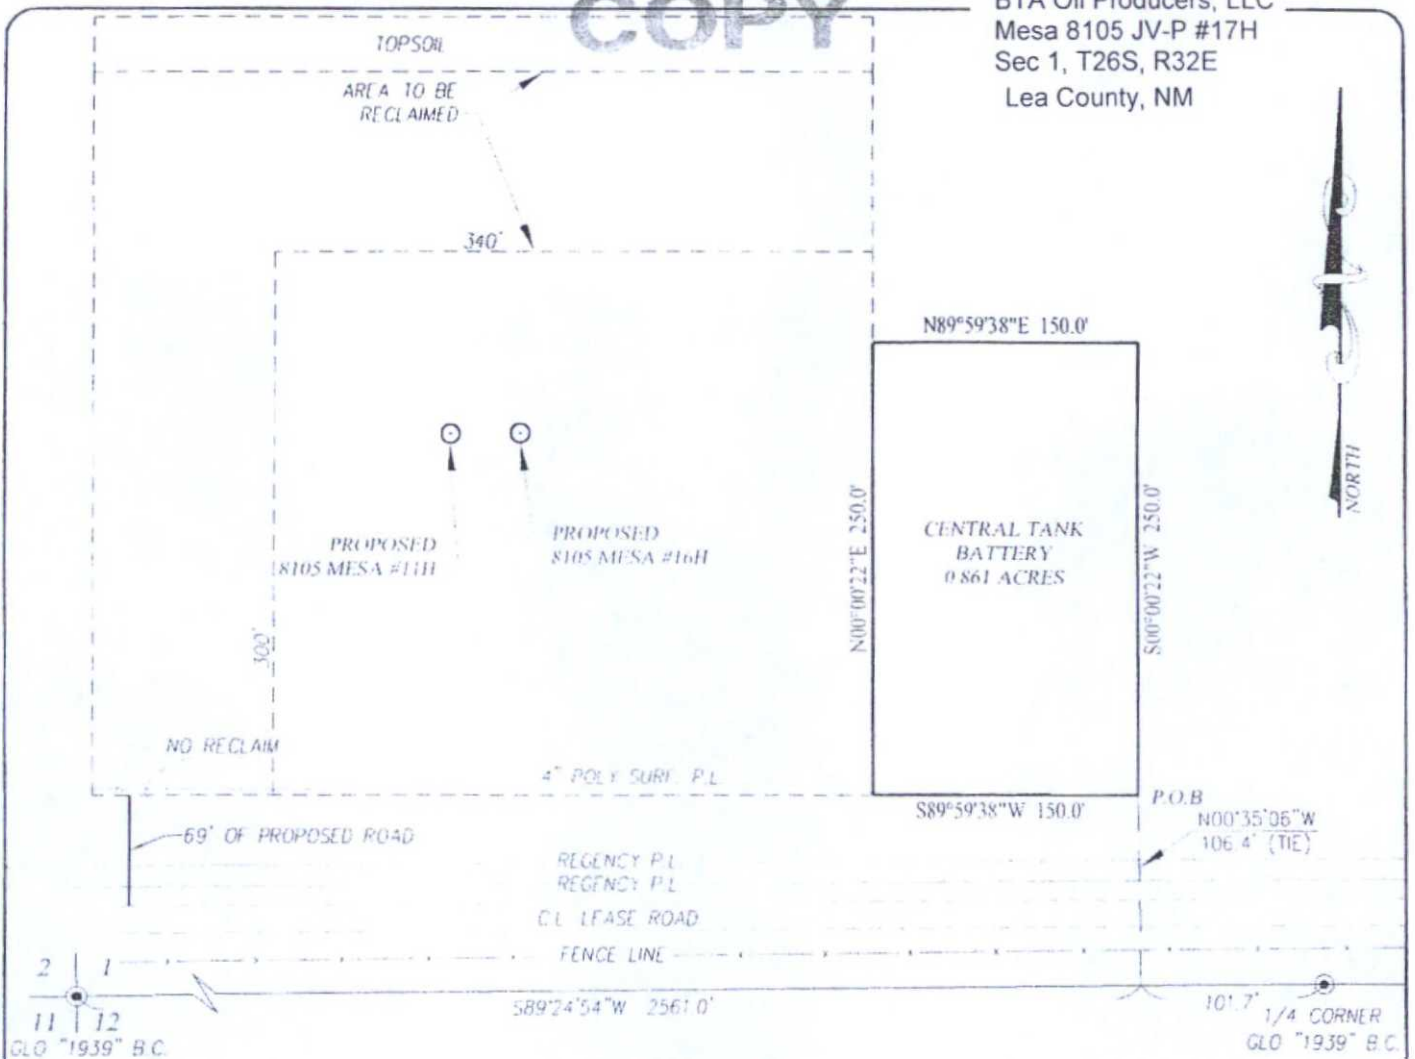 COPY
BTA Oil Producers, LLC
Mesa 8105 JV-P #17H
Sec 1, T26S, R32E
Lea County, NM
TOPSOIL
AREA TO BE
RECLAIMED
340'
N89°59'38"E 150.0'
NORTH
PROPOSED
8105 MESA #11H
PROPOSED
8105 MESA #16H
N00°00'22"E 250.0'
CENTRAL TANK
BATTERY
0.861 ACRES
S00°00'22"W 250.0'
300'
NO RECLAIM
4" POLY SURF. P.L.
S89°59'38"W 150.0'
P.O.B
N00°35'06"W
106.4' (TIE)
69' OF PROPOSED ROAD
REGENCY P.L.
REGENCY P.L.
C.L. LEASE ROAD
FENCE LINE
2 1
11 12
GLO "1939" B.C.
S89°24'54"W 2561.0'
101.7'
1/4 CORNER
GLO "1939" B.C.